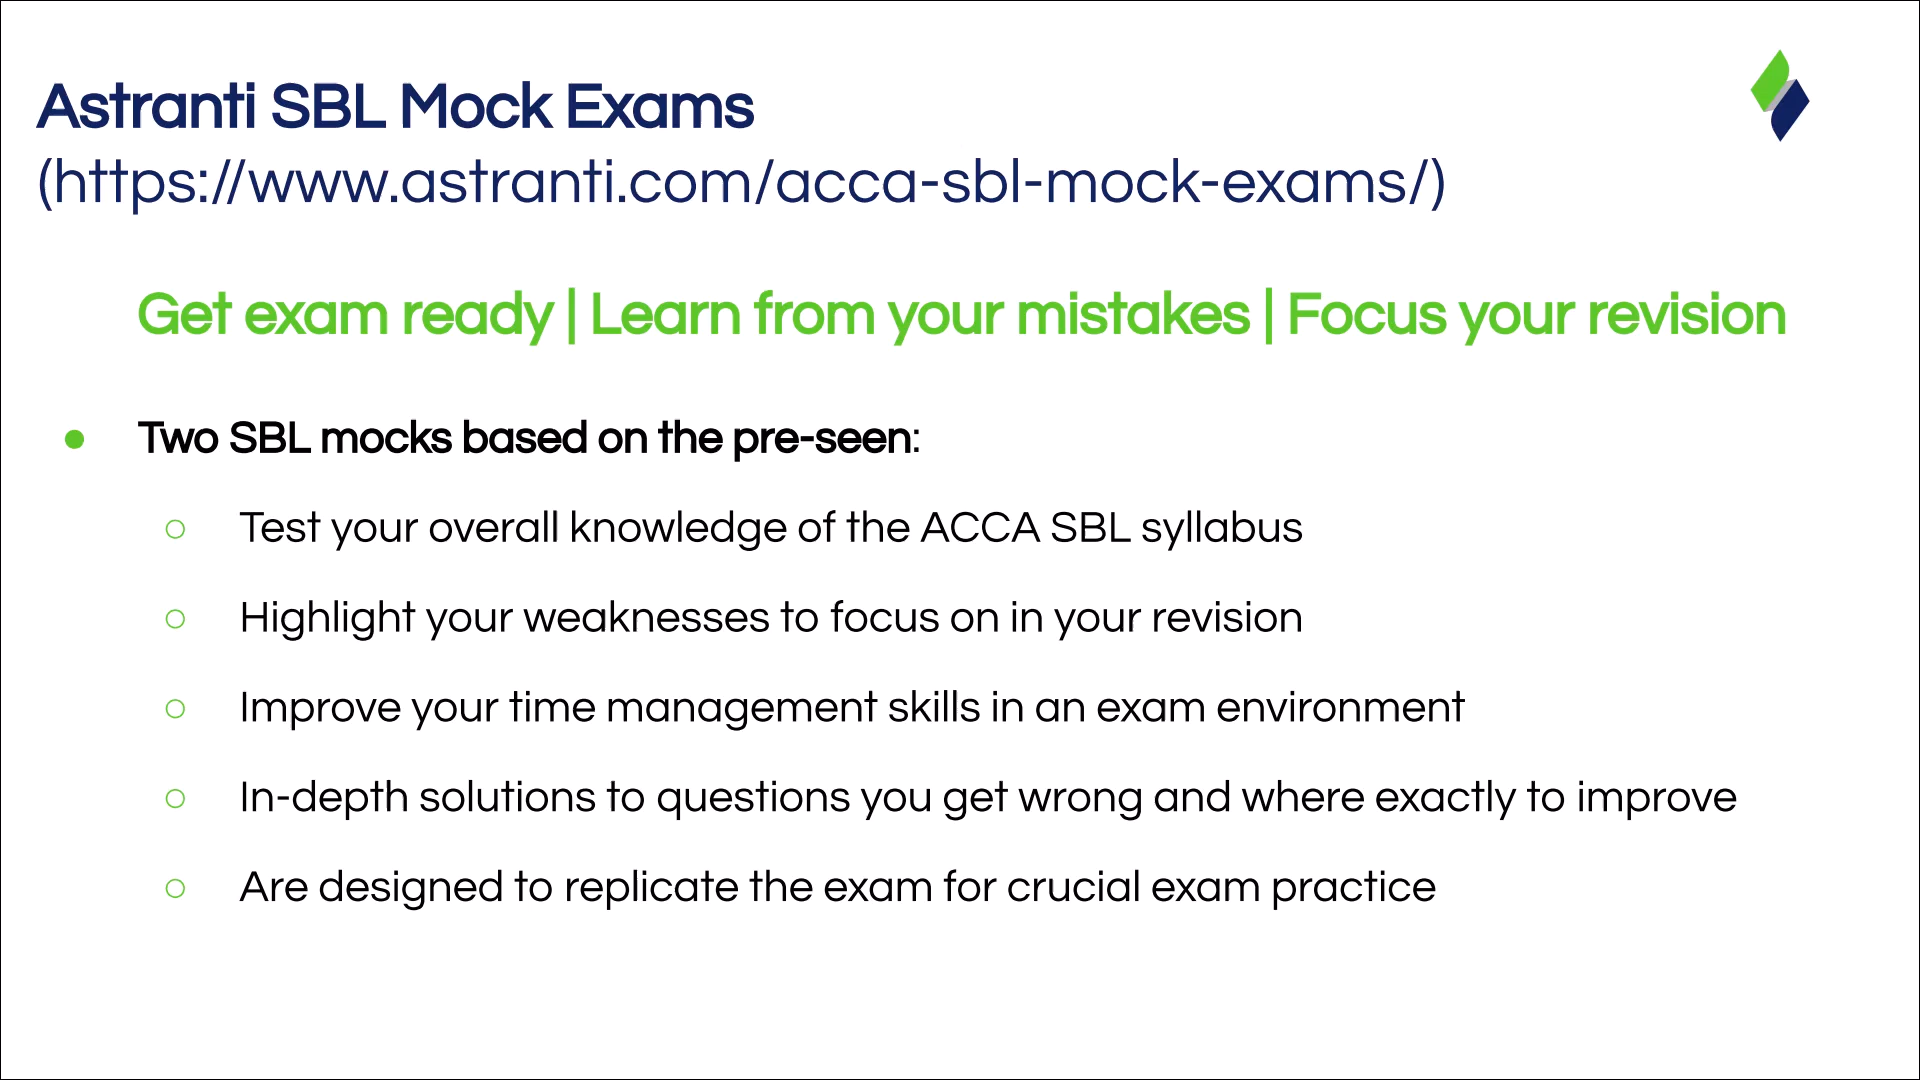 Astranti SBL Mock Exams
(https://www.astranti.com/acca-sbl-mock-exams/)
Get exam ready | Learn from your mistakes | Focus your revision
● Two SBL mocks based on the pre-seen:
○ Test your overall knowledge of the ACCA SBL syllabus
○ Highlight your weaknesses to focus on in your revision
○ Improve your time management skills in an exam environment
○ In-depth solutions to questions you get wrong and where exactly to improve
○ Are designed to replicate the exam for crucial exam practice